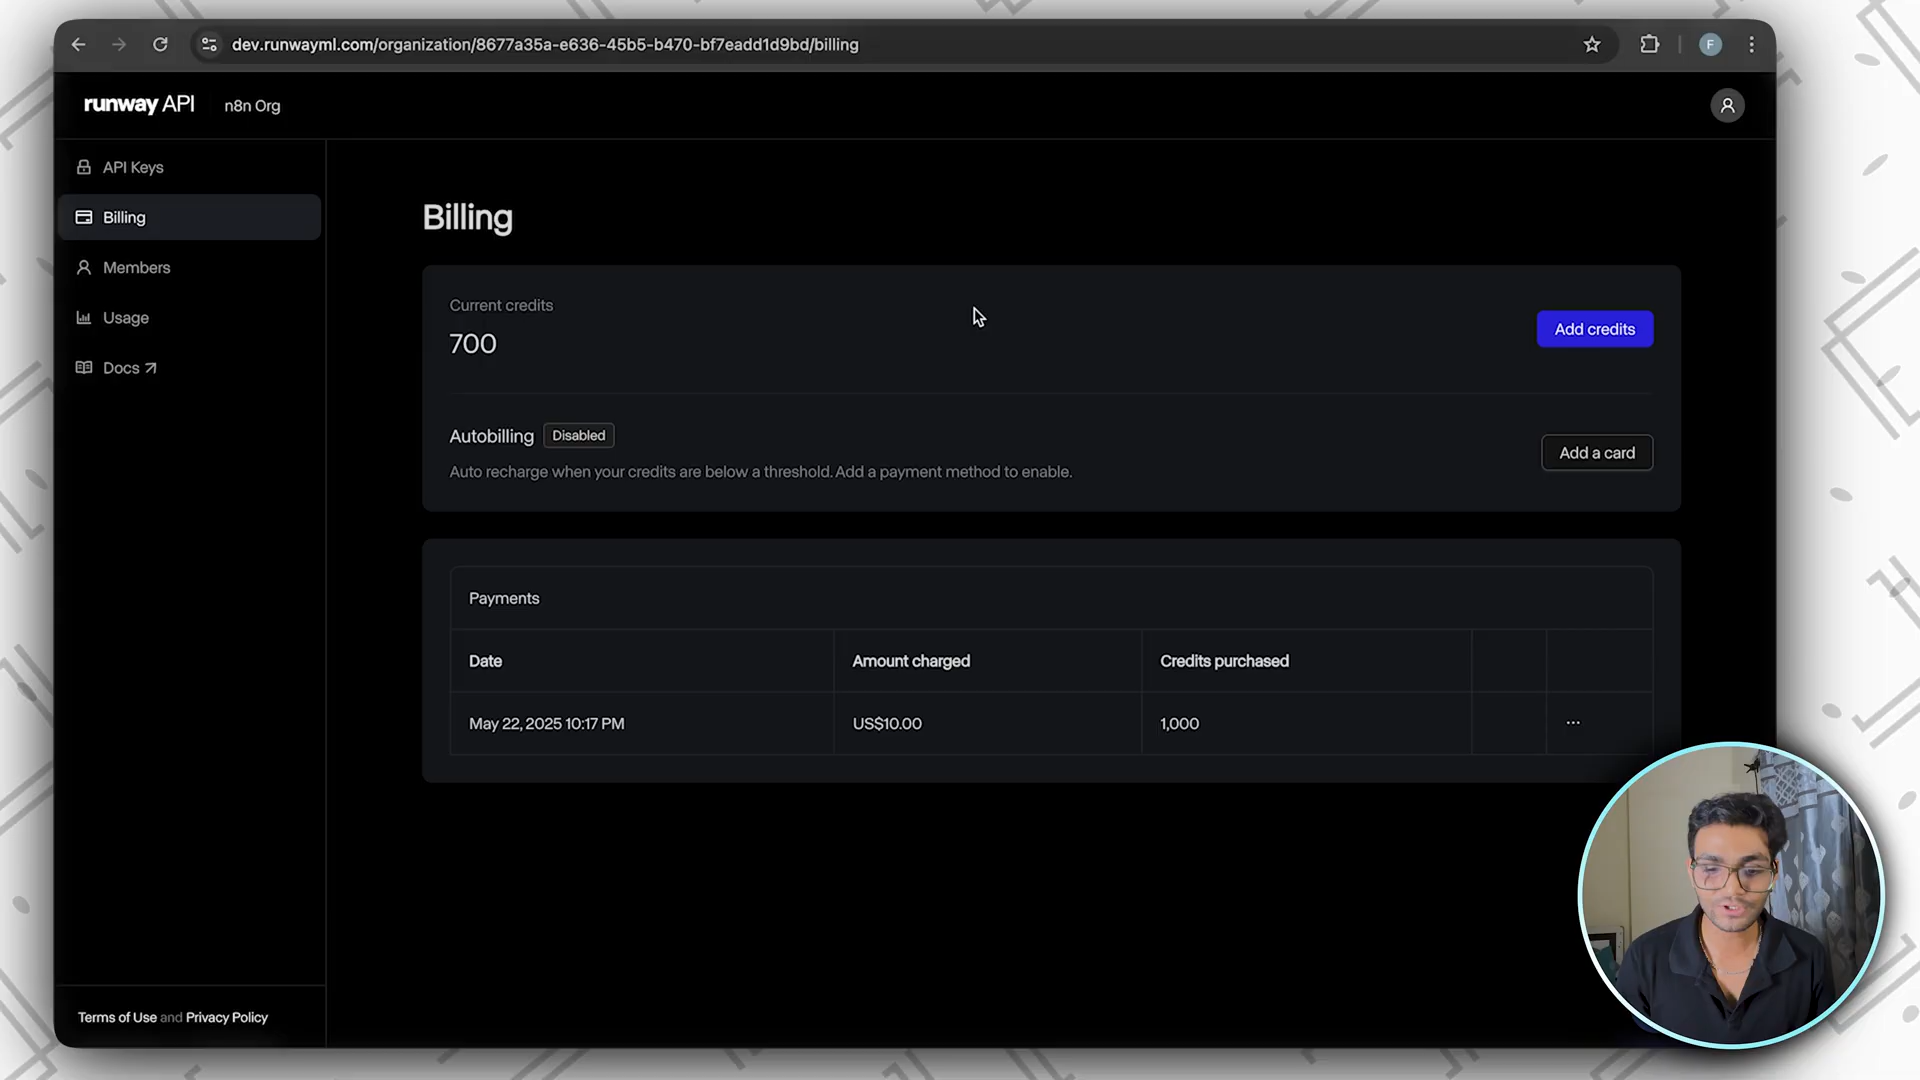 dev.runwayml.com/organization/8677a35a-e636-45b5-b470-bf7eadd1d9bd/billing
F
runway API
n8n Org
API Keys
Billing
Members
Usage
Docs
Billing
Current credits
700
Add credits
Autobilling
Disabled
Auto recharge when your credits are below a threshold. Add a payment method to enable.
Add a card
Payments
Date
Amount charged
Credits purchased
May 22, 2025 10:17 PM
US$10.00
1,000
Terms of Use and Privacy Policy